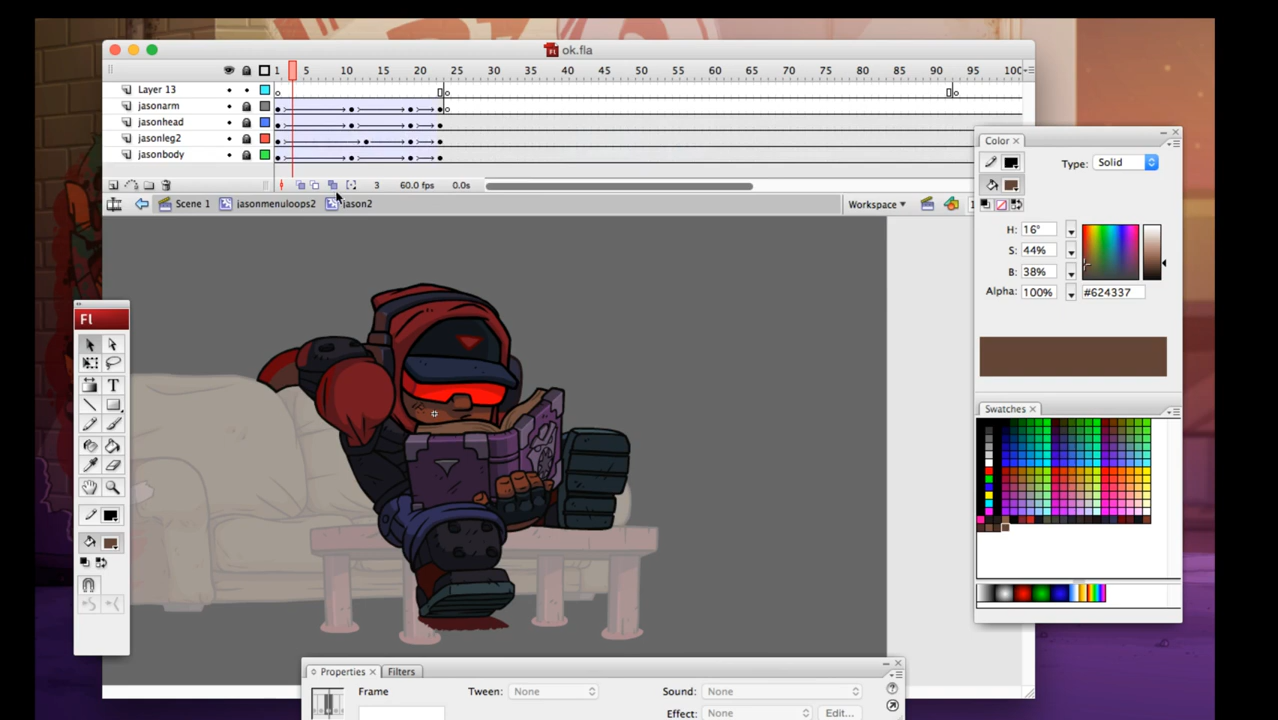 ok.fla
1 5 10 15 20 25 30 35 40 45 50 55 60 65 70 75 80 85 90 95 100
Layer 13
jasonarm
jasonhead
jasonleg2
jasonbody
3 60.0 fps 0.0s
Scene 1 jasonmenuloops2 jason2 Workspace
Fl
T
Color
Type: Solid
H: 16°
S: 44%
B: 38%
Alpha: 100% #624337
Swatches
Properties Filters
Frame Tween: None Sound: None
Effect: None Edit...